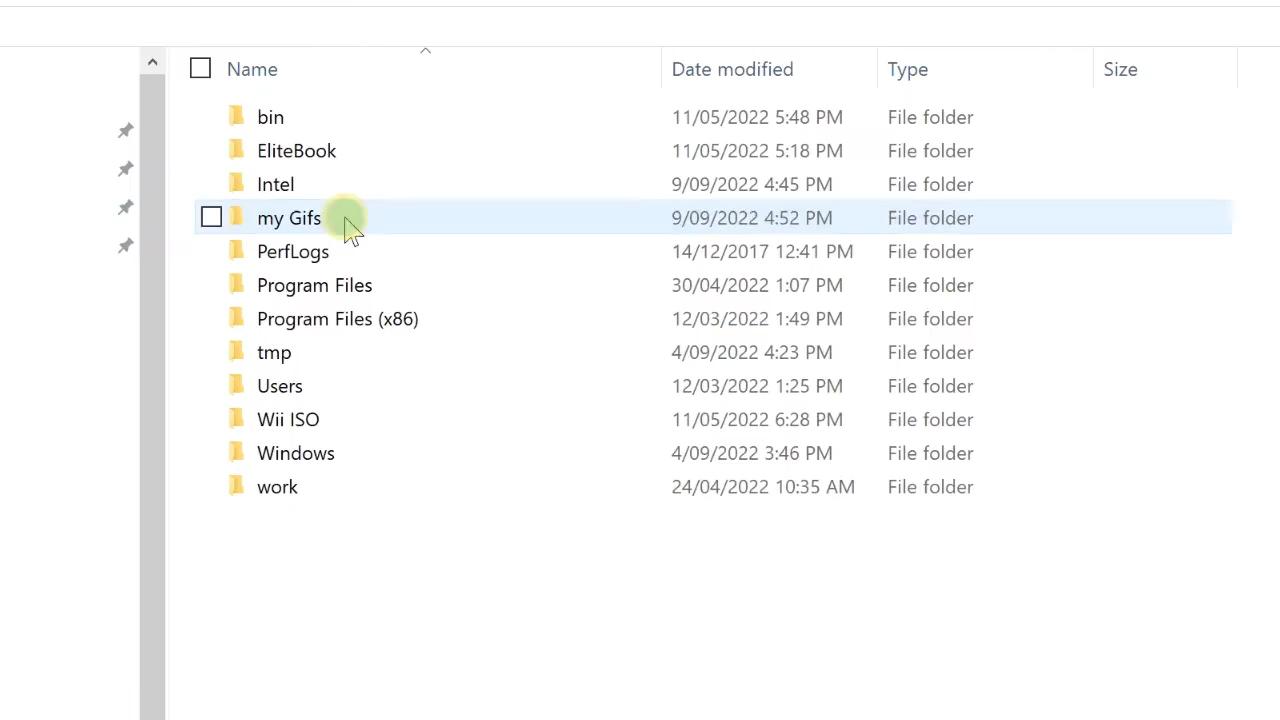 Name Date modified Type Size
bin 11/05/2022 5:48 PM File folder
EliteBook 11/05/2022 5:18 PM File folder
Intel 9/09/2022 4:45 PM File folder
my Gifs 9/09/2022 4:52 PM File folder
PerfLogs 14/12/2017 12:41 PM File folder
Program Files 30/04/2022 1:07 PM File folder
Program Files (x86) 12/03/2022 1:49 PM File folder
tmp 4/09/2022 4:23 PM File folder
Users 12/03/2022 1:25 PM File folder
Wii ISO 11/05/2022 6:28 PM File folder
Windows 4/09/2022 3:46 PM File folder
work 24/04/2022 10:35 AM File folder